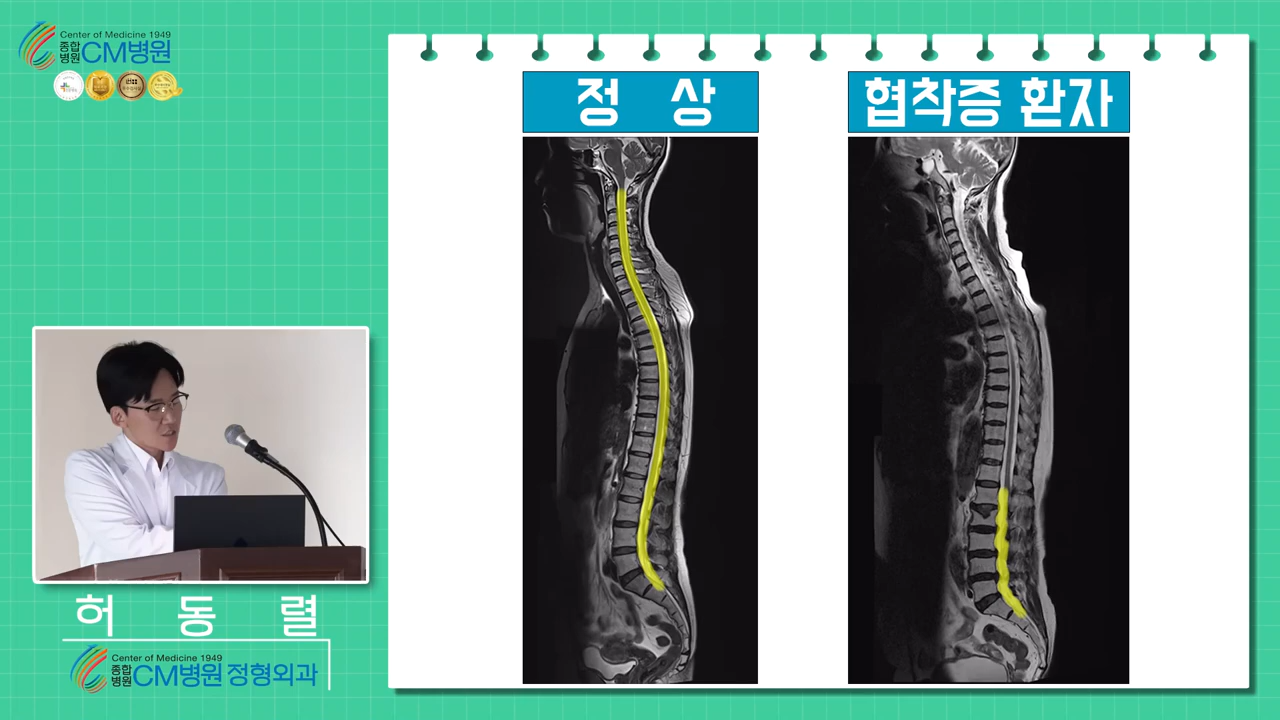 Center of Medicine 1949
종합병원 CM병원
정 상
협착증 환자
허 동 렬
Center of Medicine 1949
종합병원 CM병원 정형외과